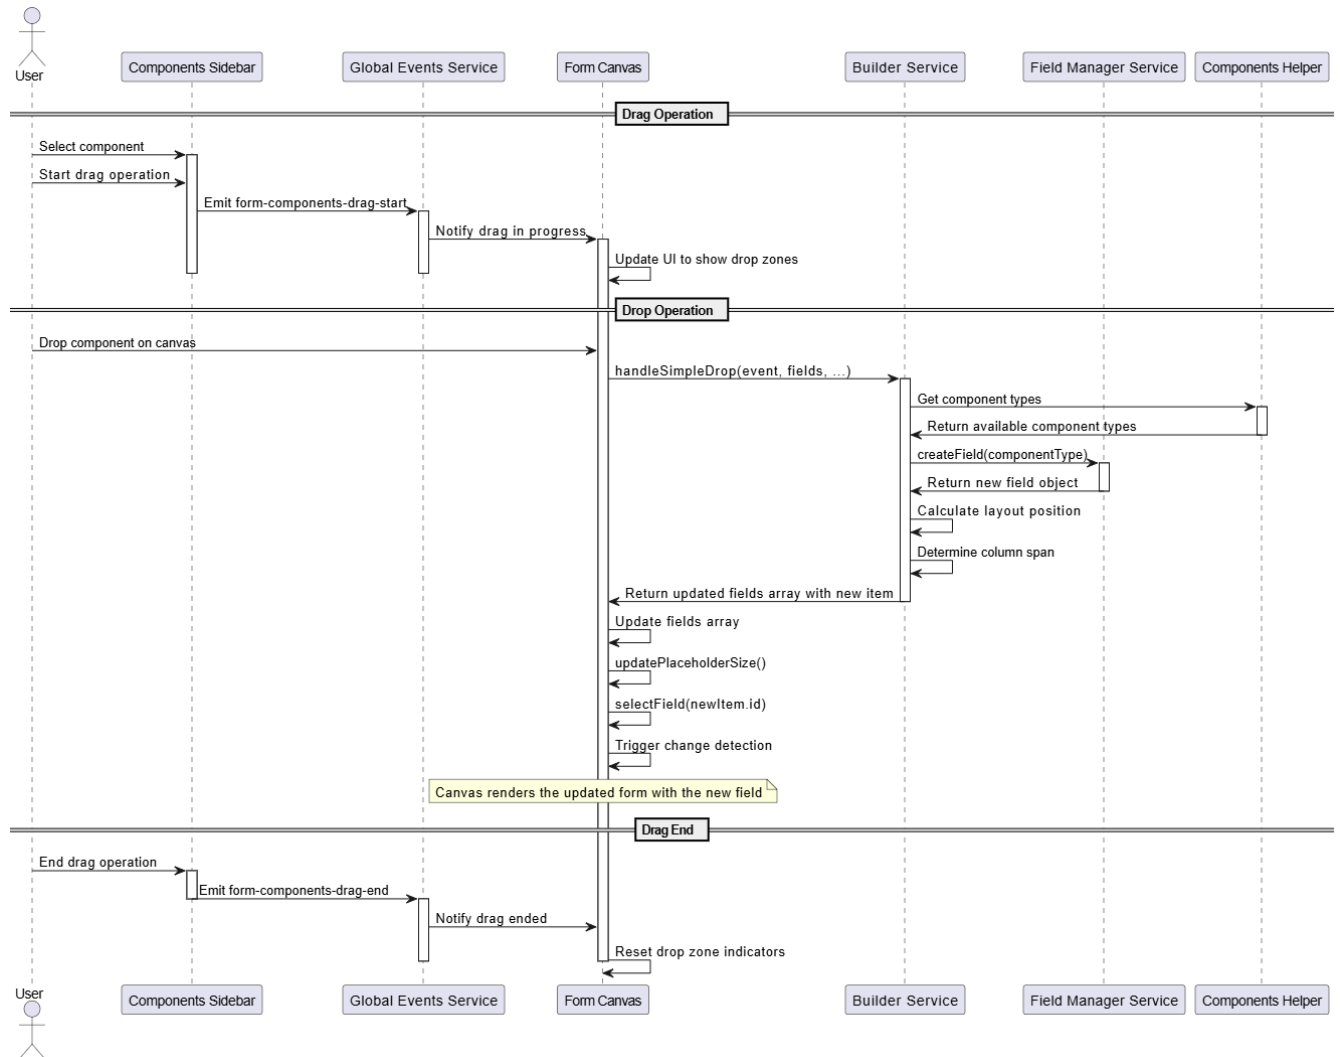 User
Components Sidebar
Global Events Service
Form Canvas
Builder Service
Field Manager Service
Components Helper
Drag Operation
Select component
Start drag operation
Emit form-components-drag-start
Notify drag in progress
Update UI to show drop zones
Drop Operation
Drop component on canvas
handleSimpleDrop(event, fields, ...)
Get component types
Return available component types
createField(componentType)
Return new field object
Calculate layout position
Determine column span
Return updated fields array with new item
Update fields array
updatePlaceholderSize()
selectField(newItem.id)
Trigger change detection
Canvas renders the updated form with the new field
Drag End
End drag operation
Emit form-components-drag-end
Notify drag ended
Reset drop zone indicators
User
Components Sidebar
Global Events Service
Form Canvas
Builder Service
Field Manager Service
Components Helper